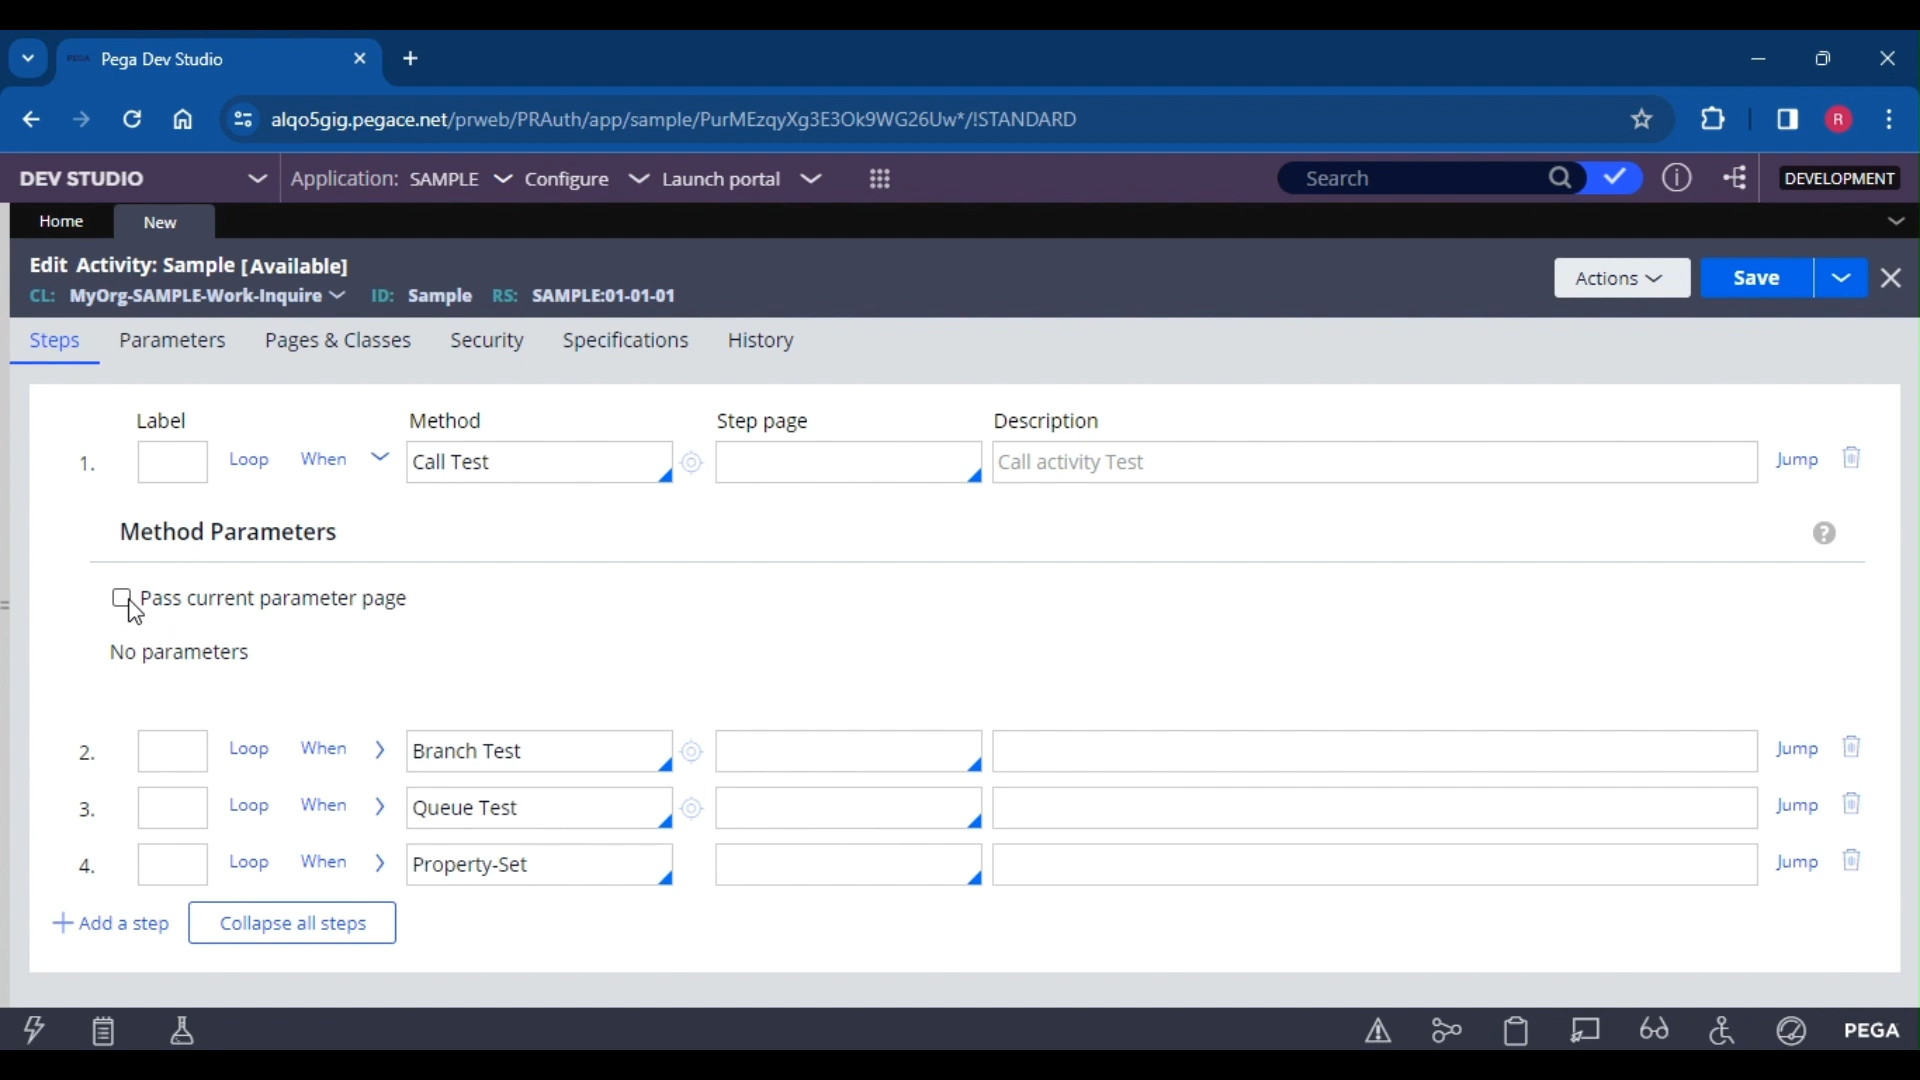 PEGA Pega Dev Studio
alqo5gig.pegace.net/prweb/PRAuth/app/sample/PurMEzqyXg3E3Ok9WG26Uw*/!STANDARD
R
DEV STUDIO Application: SAMPLE Configure Launch portal Search DEVELOPMENT
Home New
Edit Activity: Sample [Available]
CL: MyOrg-SAMPLE-Work-Inquire ID: Sample RS: SAMPLE:01-01-01
Actions Save
Steps Parameters Pages & Classes Security Specifications History
Label Method Step page Description
1. Loop When Call Test Call activity Test Jump
Method Parameters ?
Pass current parameter page
No parameters
2. Loop When Branch Test Jump
3. Loop When Queue Test Jump
4. Loop When Property-Set Jump
+ Add a step Collapse all steps
PEGA